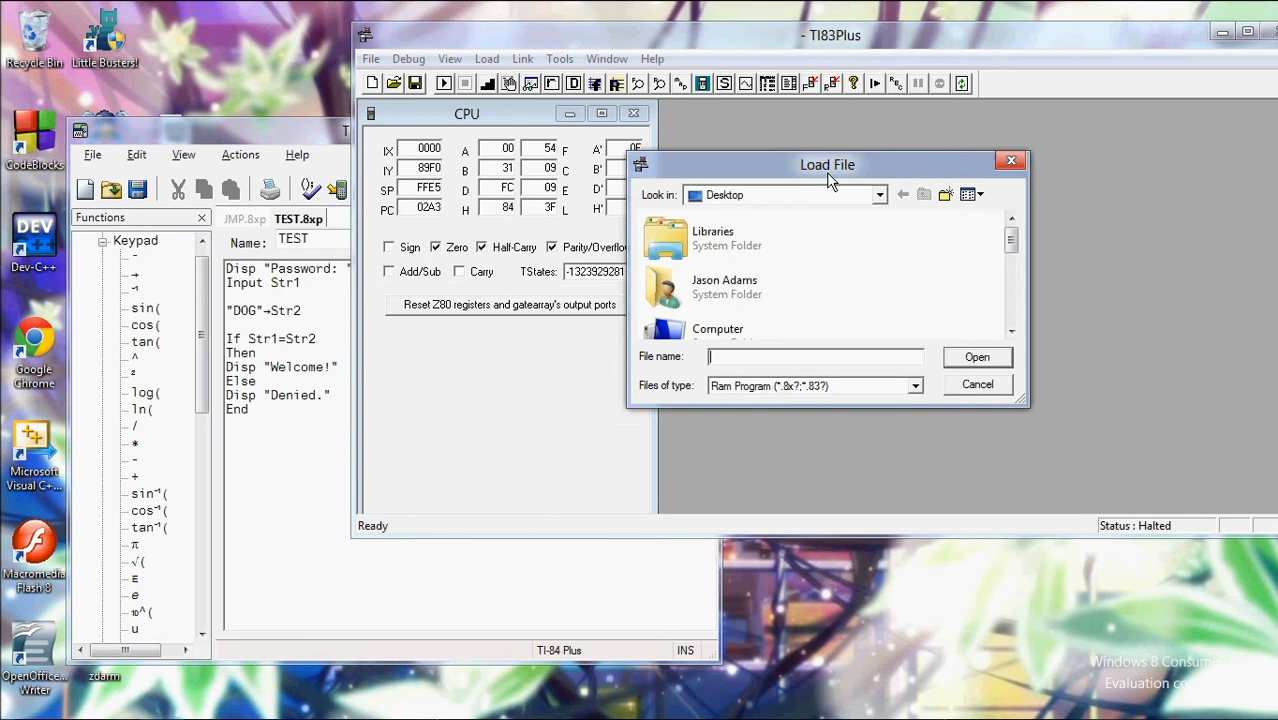 Recycle Bin
Little Busters!
CodeBlocks
Dev-C++
Google
Chrome
Microsoft
Visual C+...
Macromedia
Flash 8
OpenOffice...
Writer
zdarm
T
File Edit View Actions Help
JMP.8xp TEST.8xp
Functions
Name: TEST
Keypad
-
→
⁻¹
sin(
cos(
tan(
^
²
log(
ln(
/
*
-
+
sin⁻¹(
cos⁻¹(
tan⁻¹(
π
√(
E
e
10^(
u
Disp "Password: "
Input Str1
"DOG"→Str2
If Str1=Str2
Then
Disp "Welcome!"
Else
Disp "Denied."
End
TI-84 Plus INS
- TI83Plus
File Debug View Load Link Tools Window Help
CPU
IX 0000 A 00 54 F A' 0F
IY 89F0 B 31 09 C B'
SP FFE5 D FC 09 E D'
PC 02A3 H 84 3F L H'
Sign Zero Half-Carry Parity/Overflo
Add/Sub Carry TStates: -1323929281
Reset Z80 registers and gatearray's output ports
Ready Status : Halted
Load File
Look in: Desktop
Libraries
System Folder
Jason Adams
System Folder
Computer
File name: Open
Files of type: Ram Program (*.8x?;*.83?) Cancel
Windows 8 Consum
Evaluation co